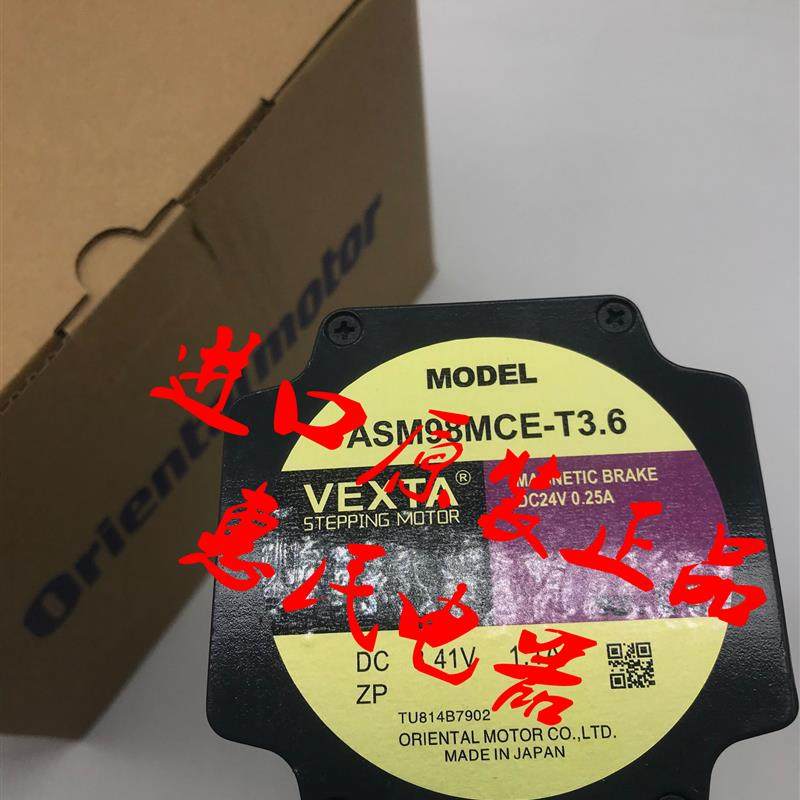 Orientalmotor
MODEL
ASM98MCE-T3.6
VEXTA®
STEPPING MOTOR
MAGNETIC BRAKE
DC24V 0.25A
进口原装正品
惠民电器
DC 41V
ZP
TU814B7902
ORIENTAL MOTOR CO.,LTD.
MADE IN JAPAN